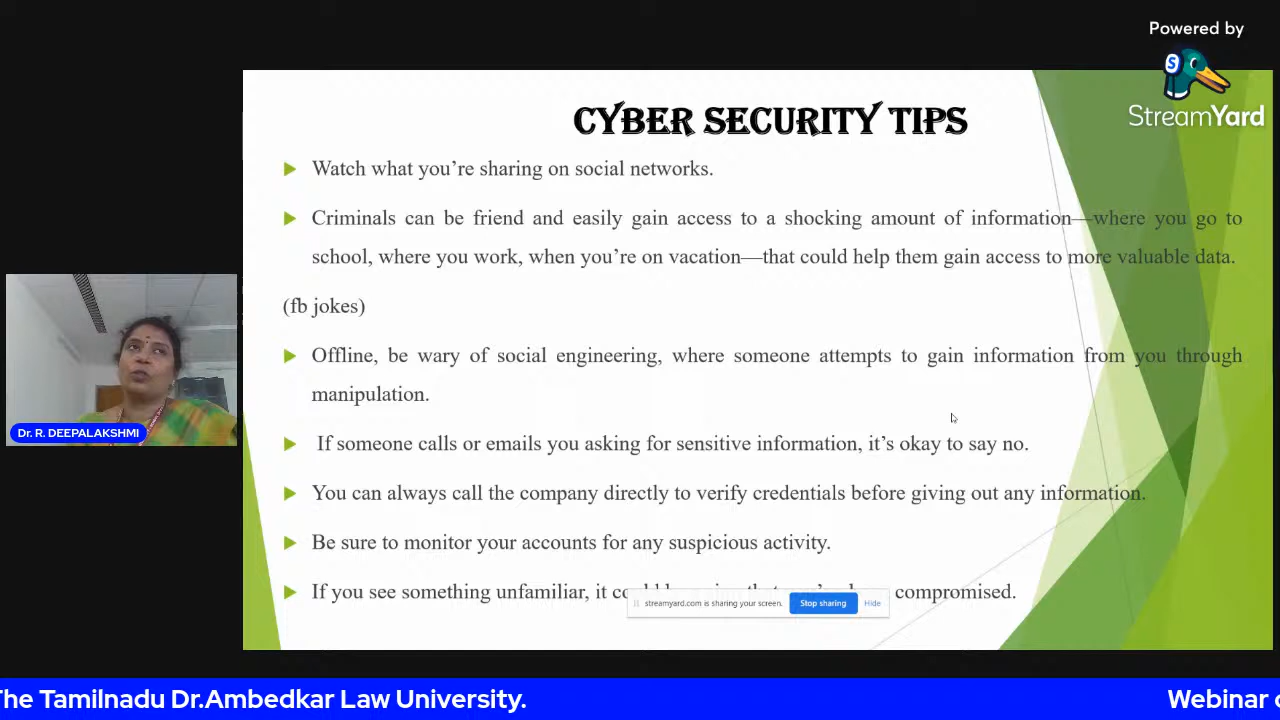 Powered by
StreamYard
CYBER SECURITY TIPS
Watch what you're sharing on social networks.
Criminals can be friend and easily gain access to a shocking amount of information—where you go to
school, where you work, when you're on vacation—that could help them gain access to more valuable data.
(fb jokes)
Offline, be wary of social engineering, where someone attempts to gain information from you through
manipulation.
If someone calls or emails you asking for sensitive information, it's okay to say no.
You can always call the company directly to verify credentials before giving out any information.
Be sure to monitor your accounts for any suspicious activity.
If you see something unfamiliar, it compromised.
streamyard.com is sharing your screen. Stop sharing Hide
Dr. R. DEEPALAKSHMI
The Tamilnadu Dr.Ambedkar Law University. Webinar